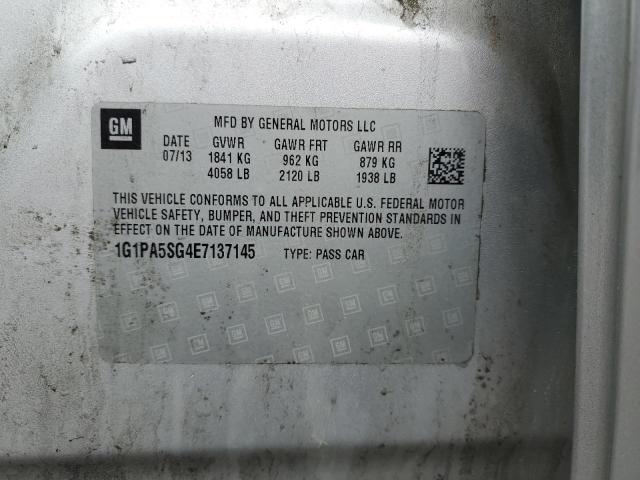 GM
MFD BY GENERAL MOTORS LLC
DATE GVWR GAWR FRT GAWR RR
07/13 1841 KG 962 KG 879 KG
4058 LB 2120 LB 1938 LB
THIS VEHICLE CONFORMS TO ALL APPLICABLE U.S. FEDERAL MOTOR
VEHICLE SAFETY, BUMPER, AND THEFT PREVENTION STANDARDS IN
EFFECT ON THE DATE OF MANUFACTURE SHOWN ABOVE.
1G1PA5SG4E7137145 TYPE: PASS CAR